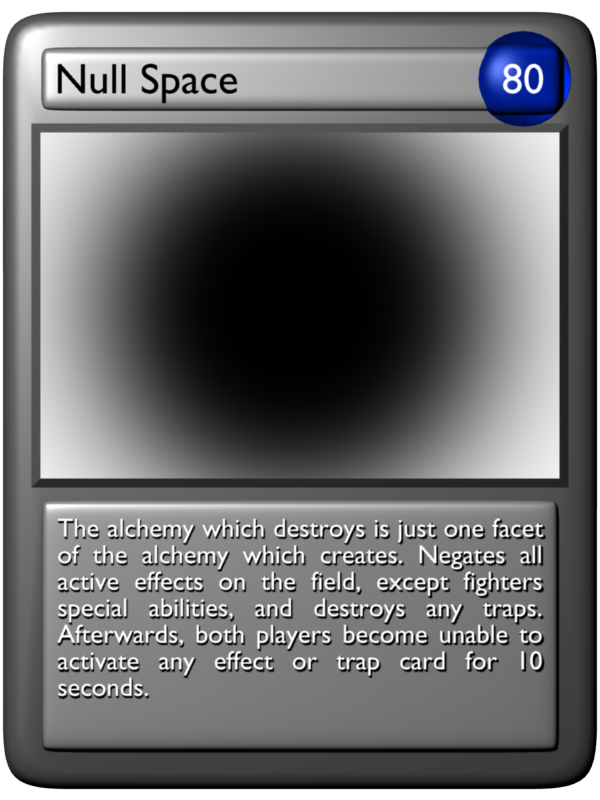 Null Space
80
The alchemy which destroys is just one facet
of the alchemy which creates. Negates all
active effects on the field, except fighters
special abilities, and destroys any traps.
Afterwards, both players become unable to
activate any effect or trap card for 10
seconds.